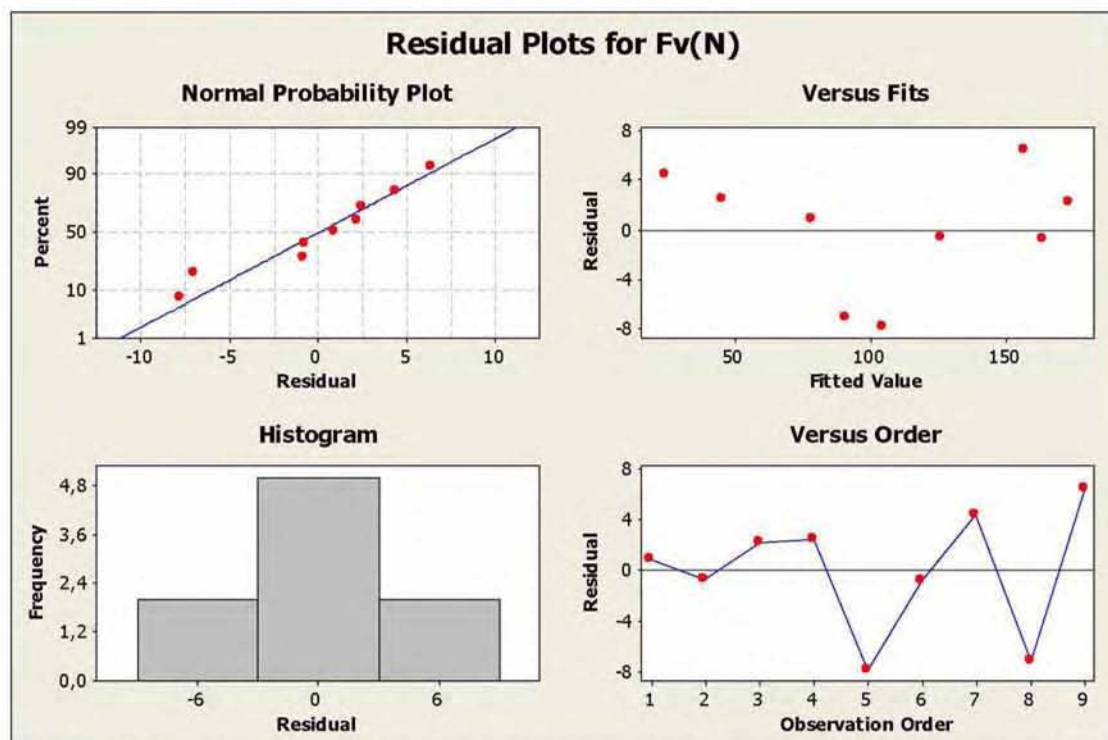 Residual Plots for Fv(N)
Normal Probability Plot
99
90
50
10
1
Percent
-10 -5 0 5 10
Residual
Versus Fits
8
4
0
-4
-8
Residual
50 100 150
Fitted Value
Histogram
4,8
3,6
2,4
1,2
0,0
Frequency
-6 0 6
Residual
Versus Order
8
4
0
-4
-8
Residual
1 2 3 4 5 6 7 8 9
Observation Order